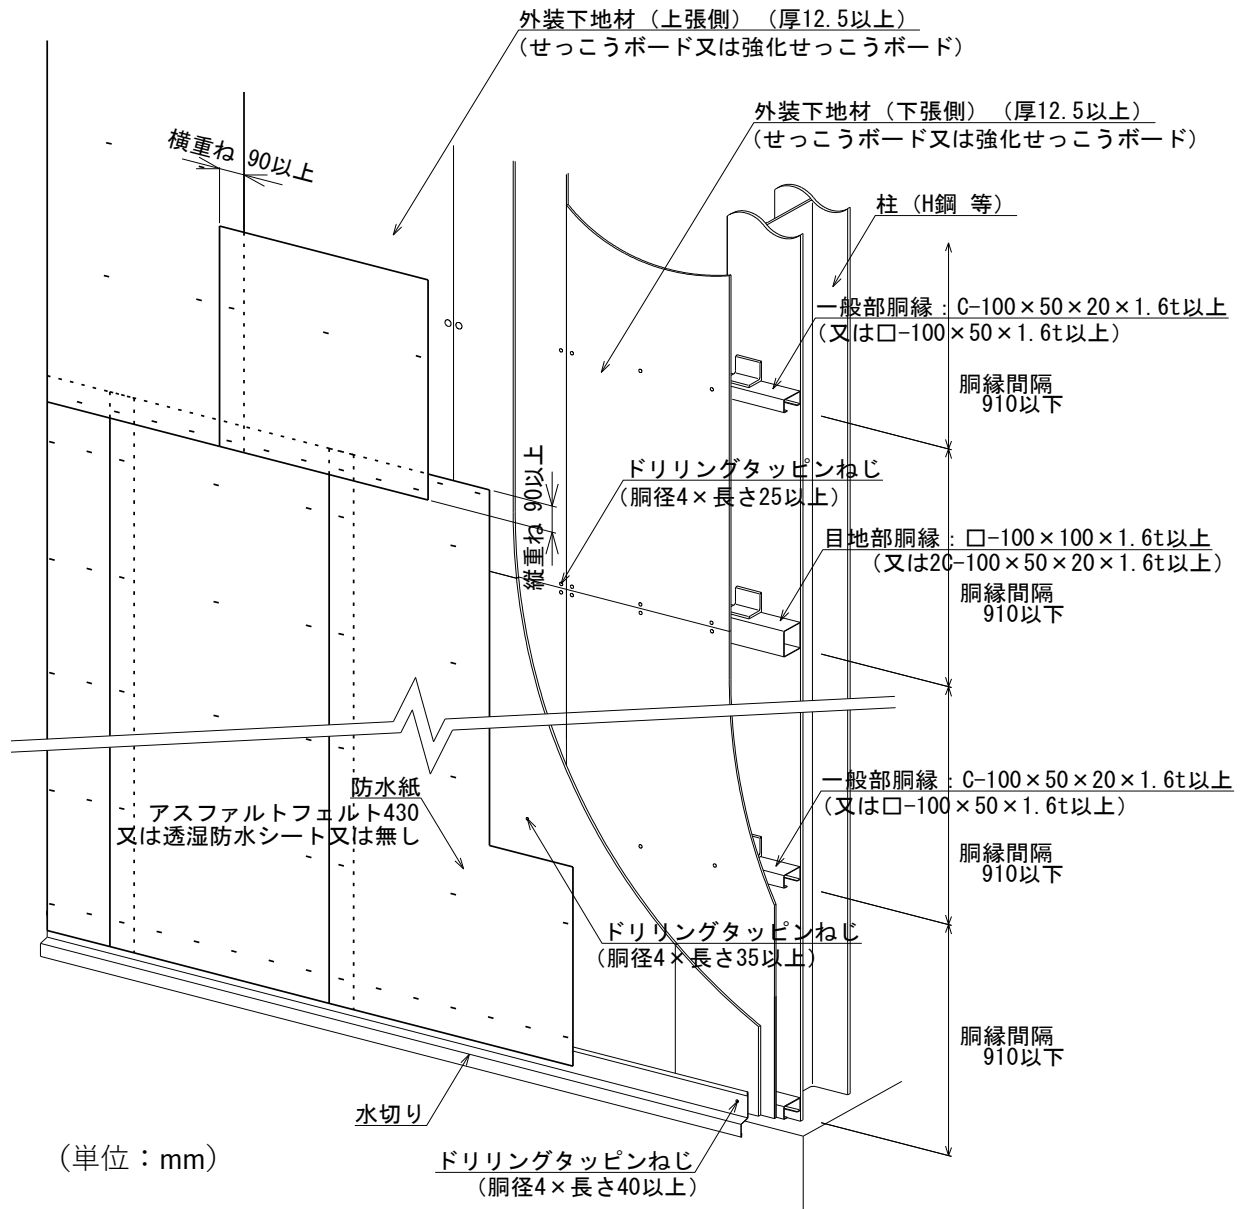 外装下地材（上張側）（厚12.5以上）
（せっこうボード又は強化せっこうボード）
外装下地材（下張側）（厚12.5以上）
（せっこうボード又は強化せっこうボード）
横重ね 90以上
柱（H鋼 等）
一般部胴縁：C-100×50×20×1.6t以上
（又は□-100×50×1.6t以上）
胴縁間隔
910以下
ドリリングタッピンねじ
（胴径4×長さ25以上）
縦重ね 90以上
目地部胴縁：□-100×100×1.6t以上
（又は2C-100×50×20×1.6t以上）
胴縁間隔
910以下
防水紙
アスファルトフェルト430
又は透湿防水シート又は無し
一般部胴縁：C-100×50×20×1.6t以上
（又は□-100×50×1.6t以上）
胴縁間隔
910以下
ドリリングタッピンねじ
（胴径4×長さ35以上）
胴縁間隔
910以下
水切り
（単位：mm）
ドリリングタッピンねじ
（胴径4×長さ40以上）